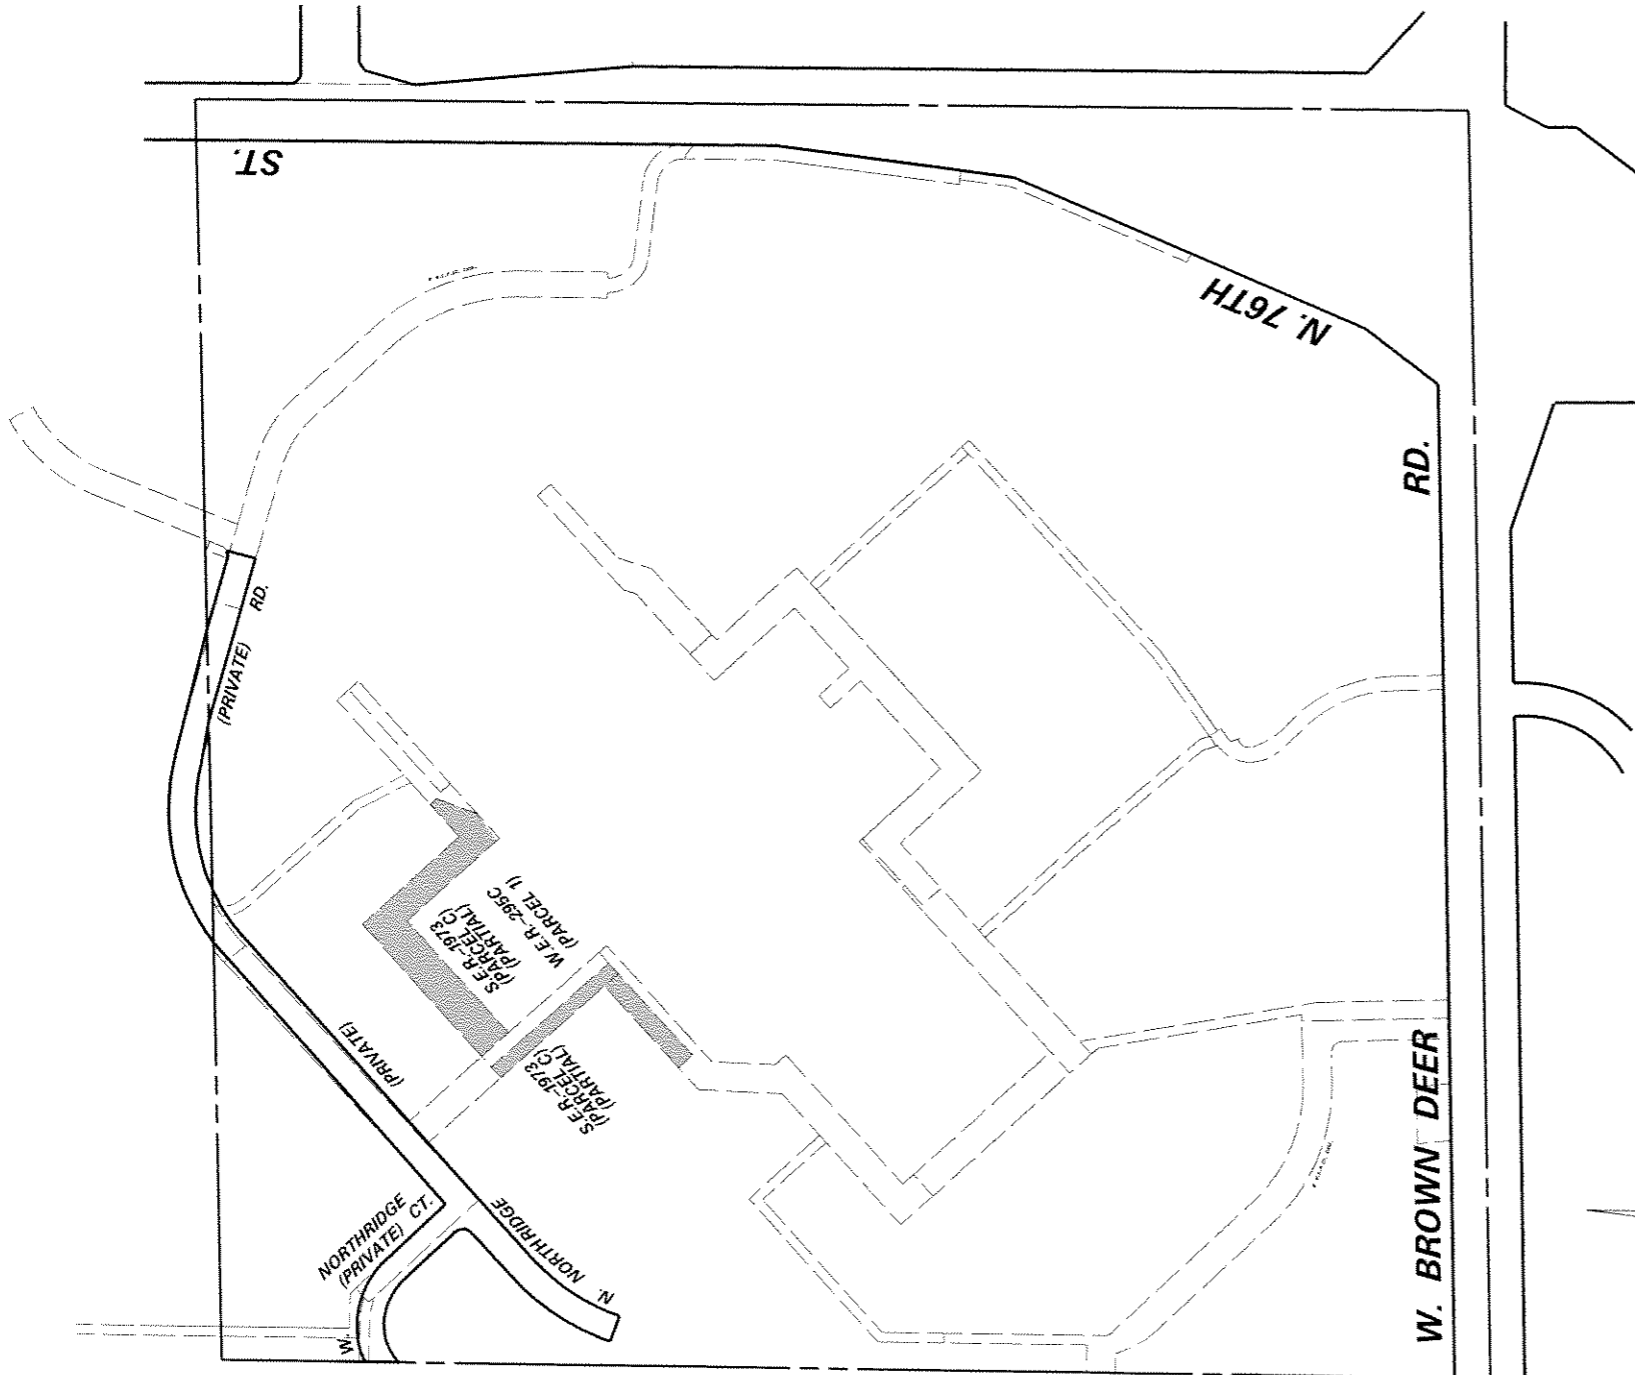 ST.
N. 76TH
RD.
RD.
(PRIVATE)
S.E.R.-1973
(PARCEL C)
(PARTIAL)
W.E.R.-295C
(PARCEL 1)
S.E.R.-1973
(PARCEL C)
(PARTIAL)
(PRIVATE)
NORTHRIDGE
(PRIVATE) CT.
W.
N. NORTHRIDGE
W. BROWN DEER